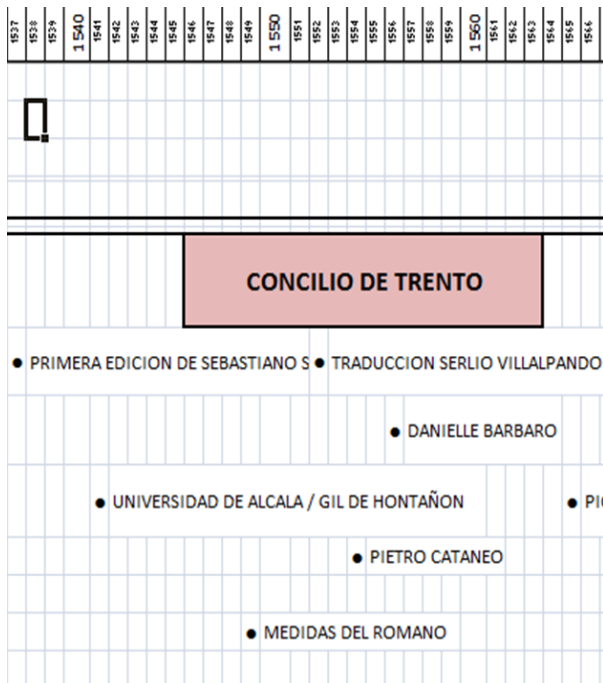 1537 1538 1539 1540 1541 1542 1543 1544 1545 1546 1547 1548 1549 1550 1551 1552 1553 1554 1555 1556 1557 1558 1559 1560 1561 1562 1563 1564 1565 1566
CONCILIO DE TRENTO
● PRIMERA EDICION DE SEBASTIANO S ● TRADUCCION SERLIO VILLALPANDO
● DANIELLE BARBARO
● UNIVERSIDAD DE ALCALA / GIL DE HONTAÑON ●
● PIETRO CATANEO
● MEDIDAS DEL ROMANO